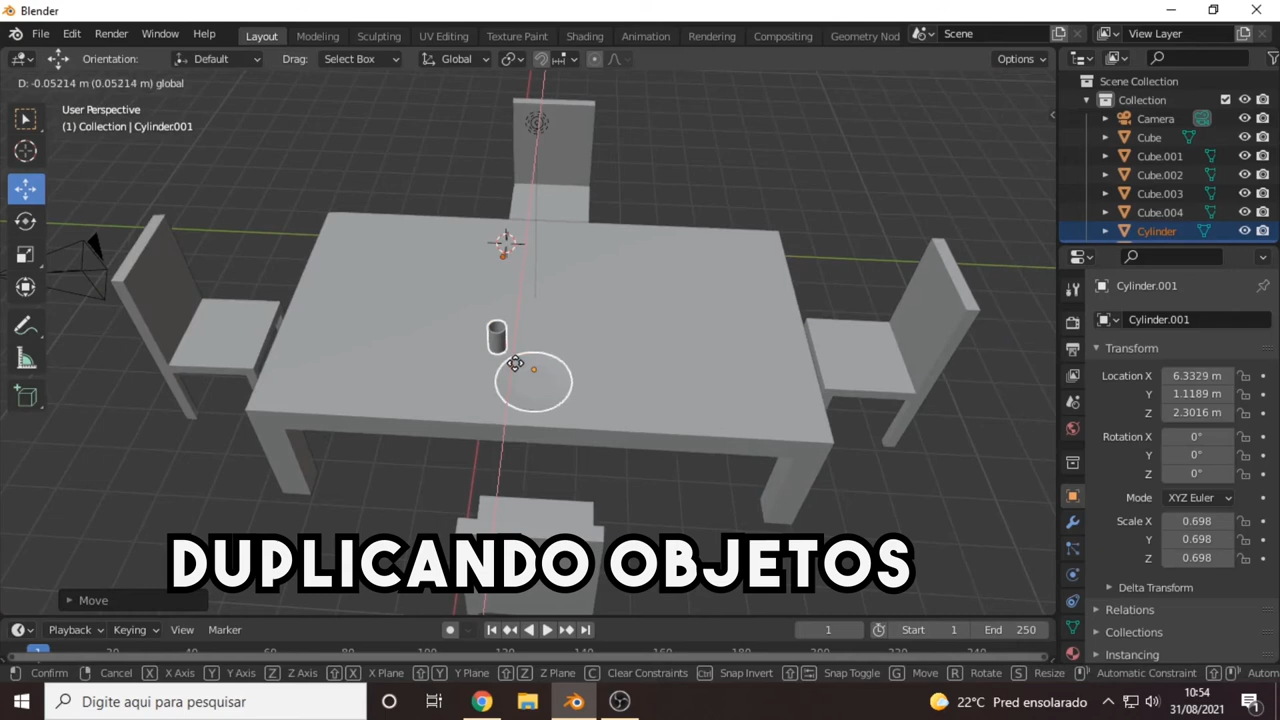 Blender
File Edit Render Window Help
Layout Modeling Sculpting UV Editing Texture Paint Shading Animation Rendering Compositing Geometry Nod
Scene
View Layer
Orientation: Default Drag: Select Box Global Options
D: -0.05214 m (0.05214 m) global
User Perspective
(1) Collection | Cylinder.001
Scene Collection
Collection
Camera
Cube
Cube.001
Cube.002
Cube.003
Cube.004
Cylinder
Cylinder.001
Cylinder.001
Transform
Location X 6.3329 m
Y 1.1189 m
Z 2.3016 m
Rotation X 0°
Y 0°
Z 0°
Mode XYZ Euler
Scale X 0.698
Y 0.698
Z 0.698
Delta Transform
Relations
Collections
Instancing
DUPLICANDO OBJETOS
Move
Playback Keying View Marker
1 Start 1 End 250
Confirm Cancel X X Axis Y Y Axis Z Z Axis X X Plane Y Y Plane Z Z Plane C Clear Constraints Ctrl Snap Invert Snap Toggle G Move R Rotate S Resize Automatic Constraint
Digite aqui para pesquisar
22°C Pred ensolarado
10:54
31/08/2021